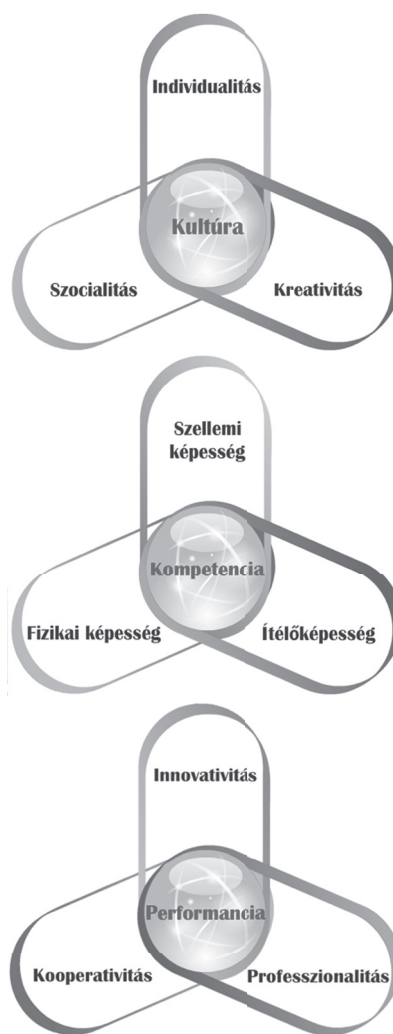 Individualitás
Kultúra
Szocialitás
Kreativitás
Szellemi
képesség
Kompetencia
Fizikai képesség
Ítélőképesség
Innovativitás
Performancia
Kooperativitás
Professzionalitás